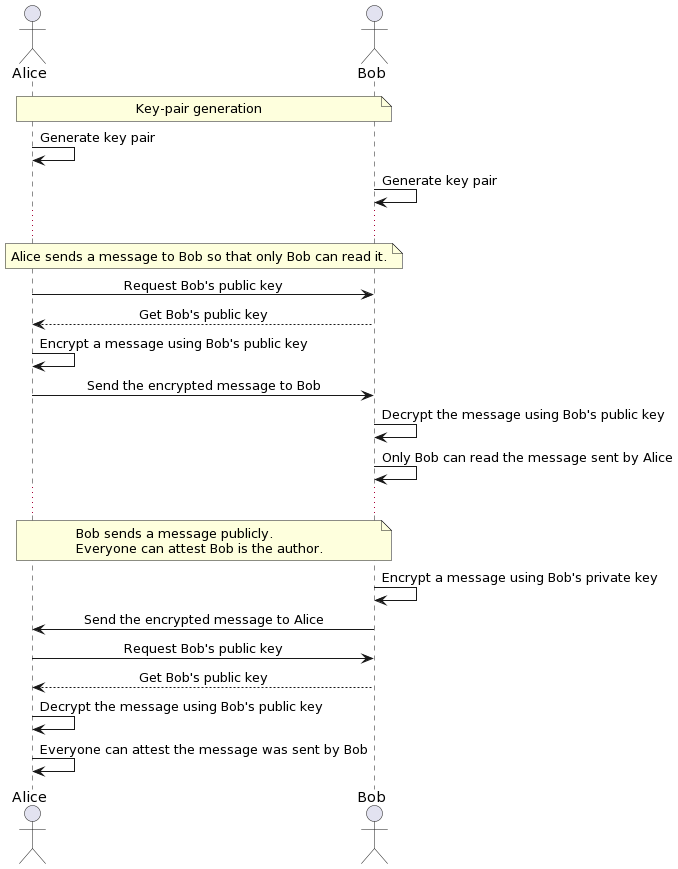 Alice Bob
Key-pair generation
Generate key pair
Generate key pair
Alice sends a message to Bob so that only Bob can read it.
Request Bob's public key
Get Bob's public key
Encrypt a message using Bob's public key
Send the encrypted message to Bob
Decrypt the message using Bob's public key
Only Bob can read the message sent by Alice
Bob sends a message publicly.
Everyone can attest Bob is the author.
Encrypt a message using Bob's private key
Send the encrypted message to Alice
Request Bob's public key
Get Bob's public key
Decrypt the message using Bob's public key
Everyone can attest the message was sent by Bob
Alice Bob